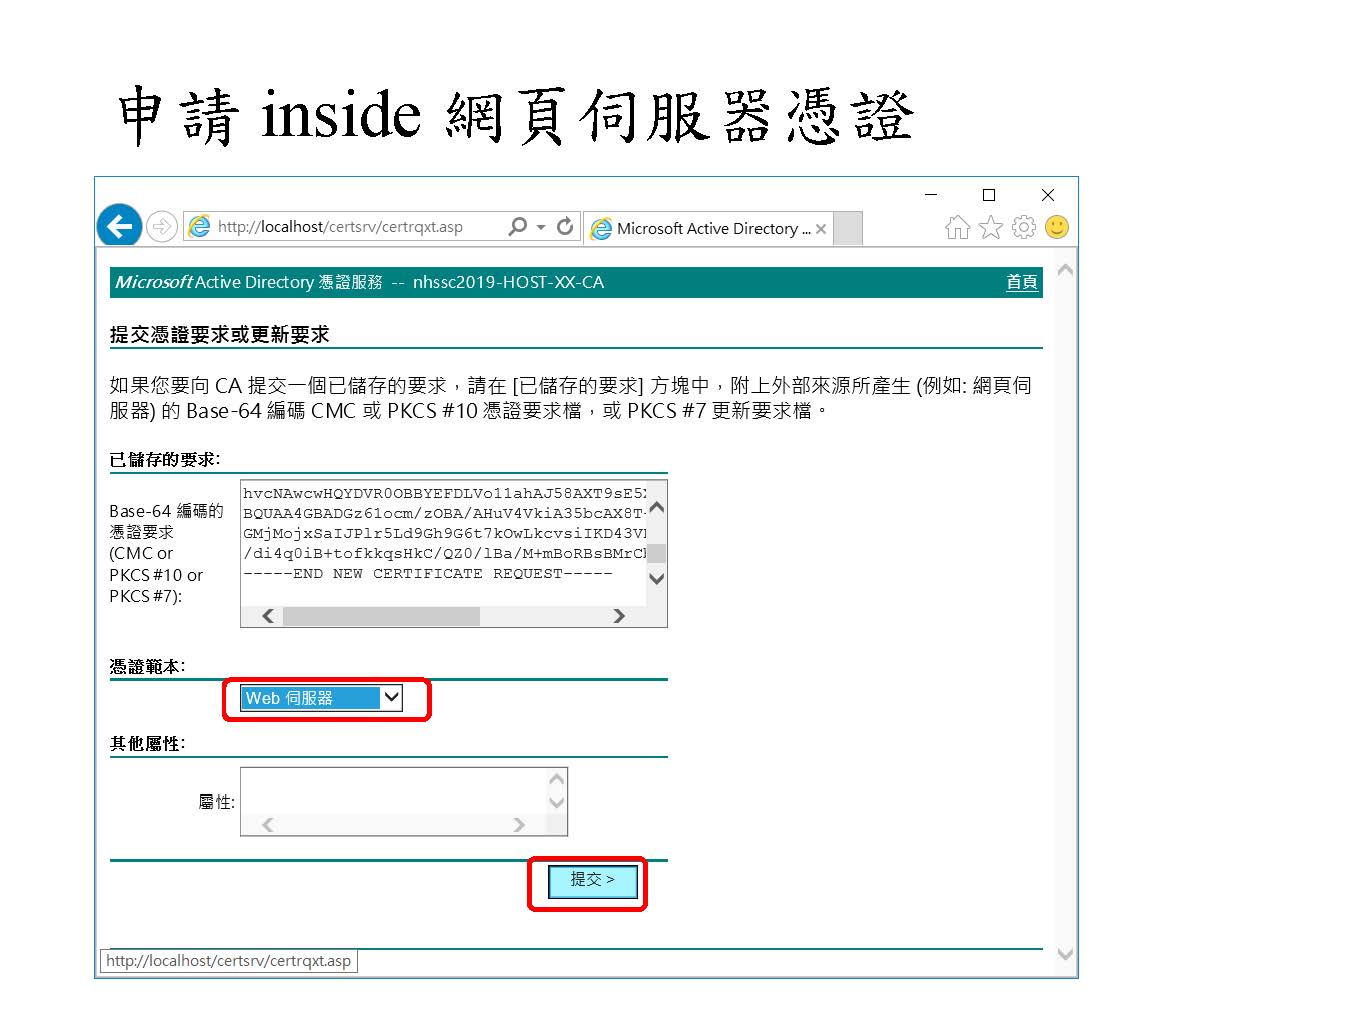 申請 inside 網頁伺服器憑證
http://localhost/certsrv/certrqxt.asp
Microsoft Active Directory ...
Microsoft Active Directory 憑證服務 -- nhssc2019-HOST-XX-CA
首頁
提交憑證要求或更新要求
如果您要向 CA 提交一個已儲存的要求，請在 [已儲存的要求] 方塊中，附上外部來源所產生 (例如: 網頁伺
服器) 的 Base-64 編碼 CMC 或 PKCS #10 憑證要求檔，或 PKCS #7 更新要求檔。
已儲存的要求:
Base-64 編碼的
憑證要求
(CMC or
PKCS #10 or
PKCS #7):
hvcNAwcwHQYDVR0OBBYEFDLVo11ahAJ58AXT9sE5
BQUAA4GBADGz61ocm/zOBA/AHuV4VkiA35bcAX8T
GMjMojxSaIJPlr5Ld9Gh9G6t7kOwLkcvsiIKD43V
/di4q0iB+tofkkqsHkC/QZ0/lBa/M+mBoRBsBMrC
-----END NEW CERTIFICATE REQUEST-----
憑證範本:
Web 伺服器
其他屬性:
屬性:
提交 >
http://localhost/certsrv/certrqxt.asp